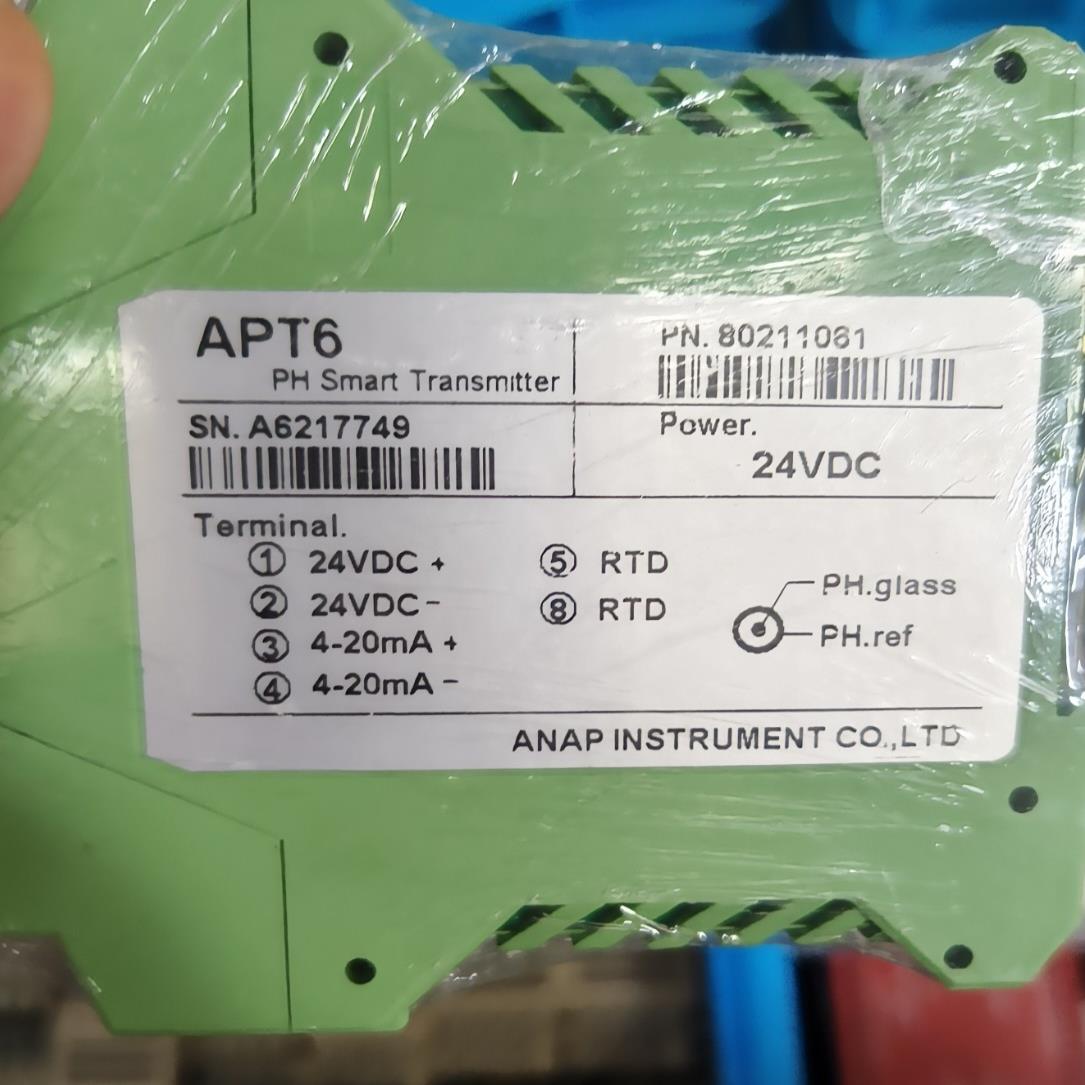 APT6
PH Smart Transmitter
PN. 80211061
SN. A6217749
Power.
24VDC
Terminal.
① 24VDC +
② 24VDC-
③ 4-20mA +
④ 4-20mA -
⑤ RTD
⑧ RTD
PH.glass
PH.ref
ANAP INSTRUMENT CO.,LTD